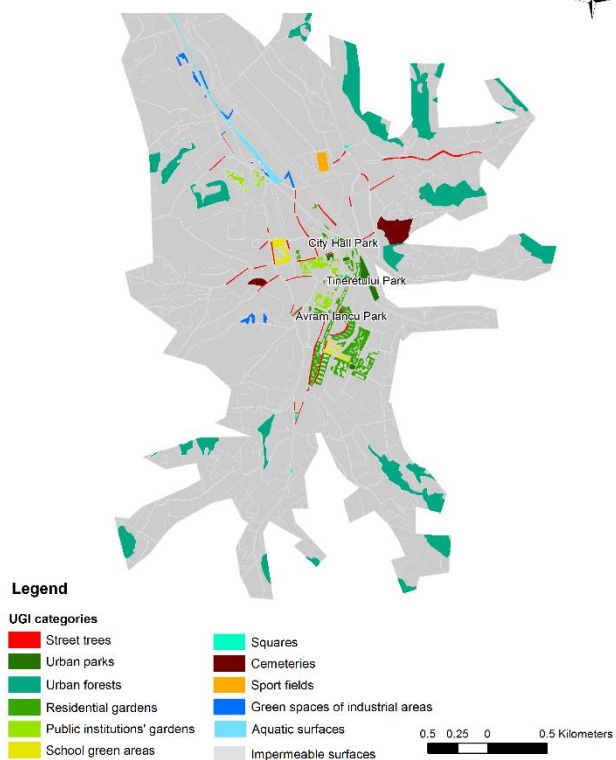 City Hall Park
Tineretului Park
Avram Iancu Park
Legend
UGI categories
Street trees
Urban parks
Urban forests
Residential gardens
Public institutions' gardens
School green areas
Squares
Cemeteries
Sport fields
Green spaces of industrial areas
Aquatic surfaces
Impermeable surfaces
0.5 0.25 0 0.5 Kilometers